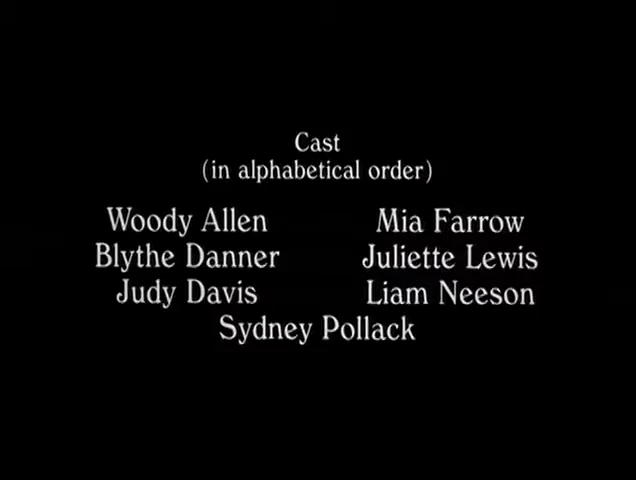 Cast
(in alphabetical order)
Woody Allen Mia Farrow
Blythe Danner Juliette Lewis
Judy Davis Liam Neeson
Sydney Pollack